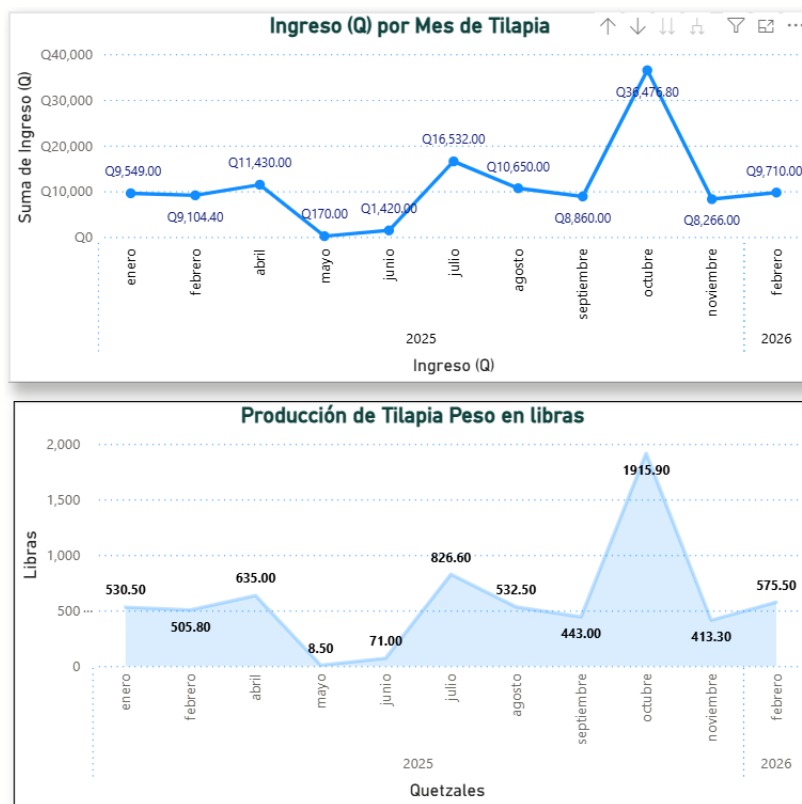 Ingreso (Q) por Mes de Tilapia
Suma de Ingreso (Q)
Q40,000
Q30,000
Q20,000
Q10,000
Q0
Q9,549.00
Q9,104.40
Q11,430.00
Q170.00
Q1,420.00
Q16,532.00
Q10,650.00
Q8,860.00
Q36,476.80
Q8,266.00
Q9,710.00
enero
febrero
abril
mayo
junio
julio
agosto
septiembre
octubre
noviembre
febrero
2025
2026
Ingreso (Q)
Producción de Tilapia Peso en libras
Libras
2,000
1,500
1,000
500 ...
0
530.50
505.80
635.00
8.50
71.00
826.60
532.50
443.00
1915.90
413.30
575.50
enero
febrero
abril
mayo
junio
julio
agosto
septiembre
octubre
noviembre
febrero
2025
2026
Quetzales